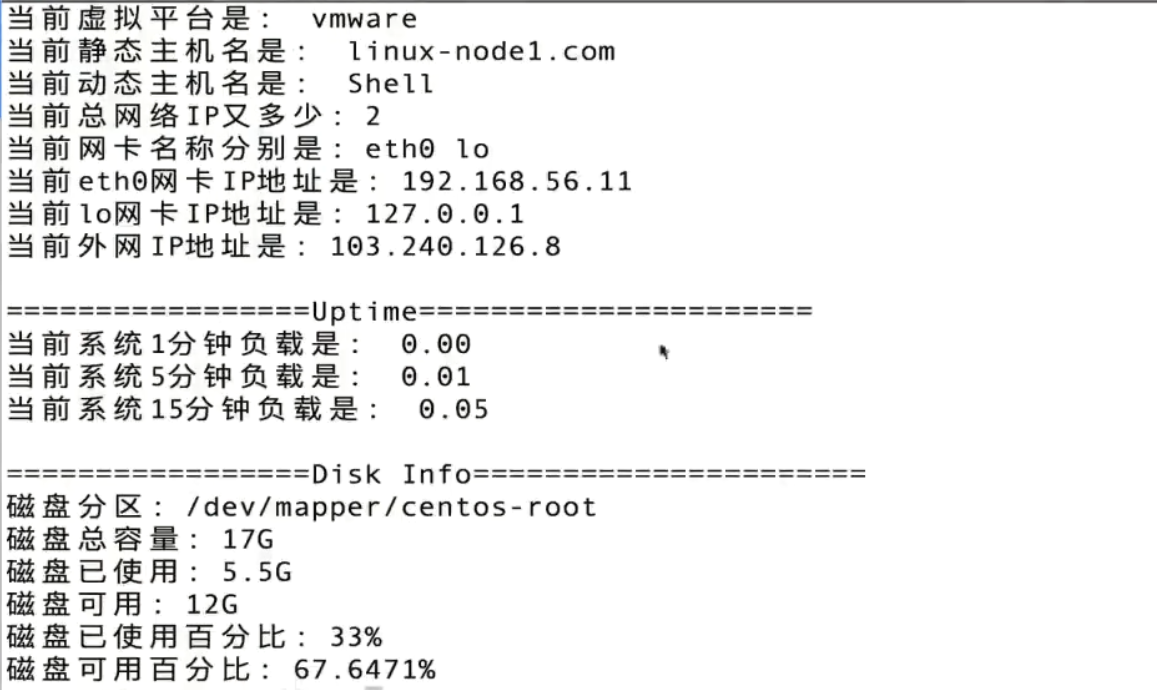 当前虚拟平台是： vmware
当前静态主机名是： linux-node1.com
当前动态主机名是： Shell
当前总网络IP又多少：2
当前网卡名称分别是：eth0 lo
当前eth0网卡IP地址是：192.168.56.11
当前lo网卡IP地址是：127.0.0.1
当前外网IP地址是：103.240.126.8
=================Uptime======================
当前系统1分钟负载是： 0.00
当前系统5分钟负载是： 0.01
当前系统15分钟负载是： 0.05
=================Disk Info======================
磁盘分区：/dev/mapper/centos-root
磁盘总容量：17G
磁盘已使用：5.5G
磁盘可用：12G
磁盘已使用百分比：33%
磁盘可用百分比：67.6471%